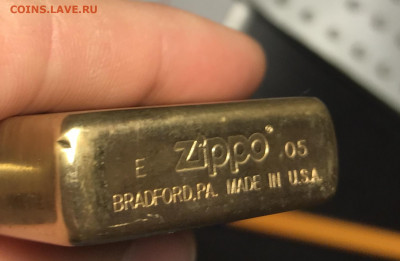 COINS.LAVE.RU
E Zippo® .05
BRADFORD,PA. MADE IN U.S.A.